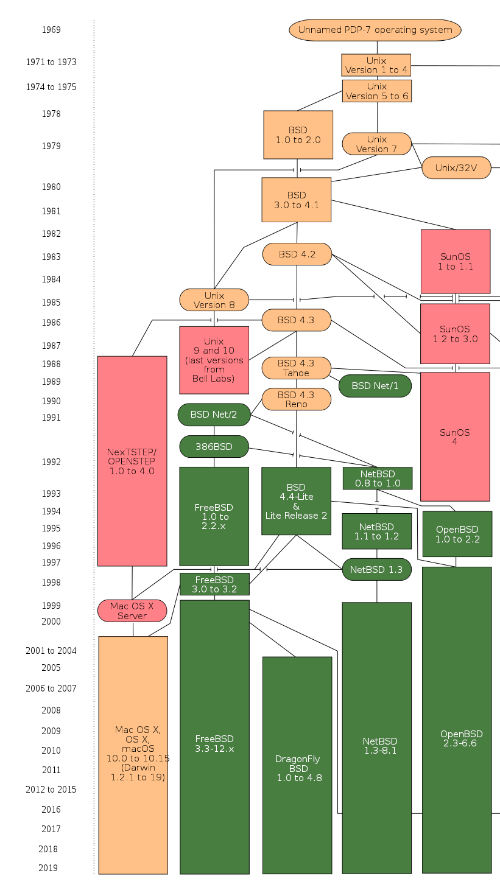 1969
Unnamed PDP-7 operating system
1971 to 1973
Unix
Version 1 to 4
1974 to 1975
Unix
Version 5 to 6
1978
BSD
1.0 to 2.0
1979
Unix
Version 7
Unix/32V
1980
BSD
3.0 to 4.1
1981
1982
1983
BSD 4.2
SunOS
1 to 1.1
1984
1985
Unix
Version 8
1986
BSD 4.3
SunOS
1.2 to 3.0
1987
Unix
9 and 10
(last versions
from
Bell Labs)
1988
BSD 4.3
Tahoe
1989
BSD Net/1
1990
BSD 4.3
Reno
1991
BSD Net/2
SunOS
4
386BSD
1992
NexTSTEP/
OPENSTEP
1.0 to 4.0
NetBSD
0.8 to 1.0
1993
BSD
4.4-Lite
&
Lite Release 2
1994
FreeBSD
1.0 to
2.2.x
1995
NetBSD
1.1 to 1.2
OpenBSD
1.0 to 2.2
1996
1997
NetBSD 1.3
1998
FreeBSD
3.0 to 3.2
1999
Mac OS X
Server
2000
2001 to 2004
2005
2006 to 2007
2008
2009
Mac OS X,
OS X,
macOS
10.0 to 10.15
(Darwin
1.2.1 to 19)
FreeBSD
3.3-12.x
NetBSD
1.3-8.1
OpenBSD
2.3-6.6
2010
DragonFly
BSD
1.0 to 4.8
2011
2012 to 2015
2016
2017
2018
2019